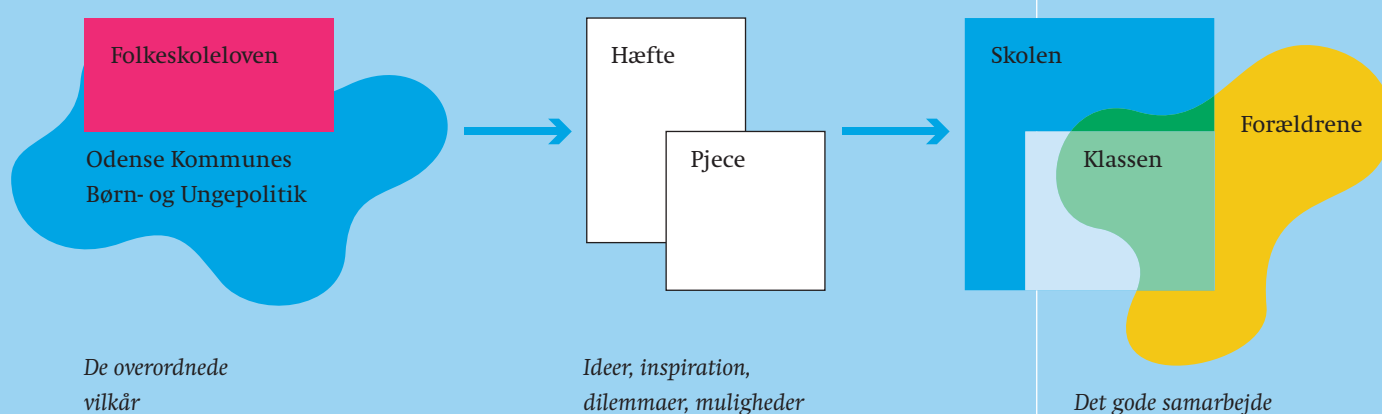 Folkeskoleloven
Odense Kommunes
Børn- og Ungepolitik
De overordnede
vilkår
Hæfte
Pjece
Ideer, inspiration,
dilemmaer, muligheder
Skolen
Klassen
Forældrene
Det gode samarbejde